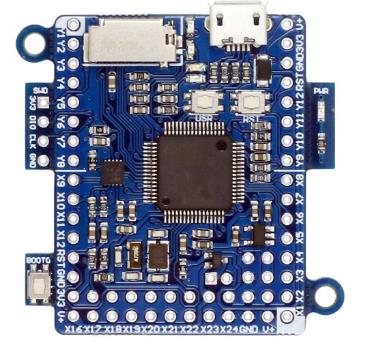 Y1 Y2 Y3 Y4 Y5 Y6 Y7 Y8
V+ 3V3 GND RST Y12 Y11 Y10 Y9
SWD
3V3
DIO
CLK
GND
PWR
USR
RST
X9 X10 X11 X12 RST GND 3V3 V+
X8 X7 X6 X5 X4 X3 X2 X1
BOOT0
X16 X17 X18 X19 X20 X21 X22 X23 X24 GND V+